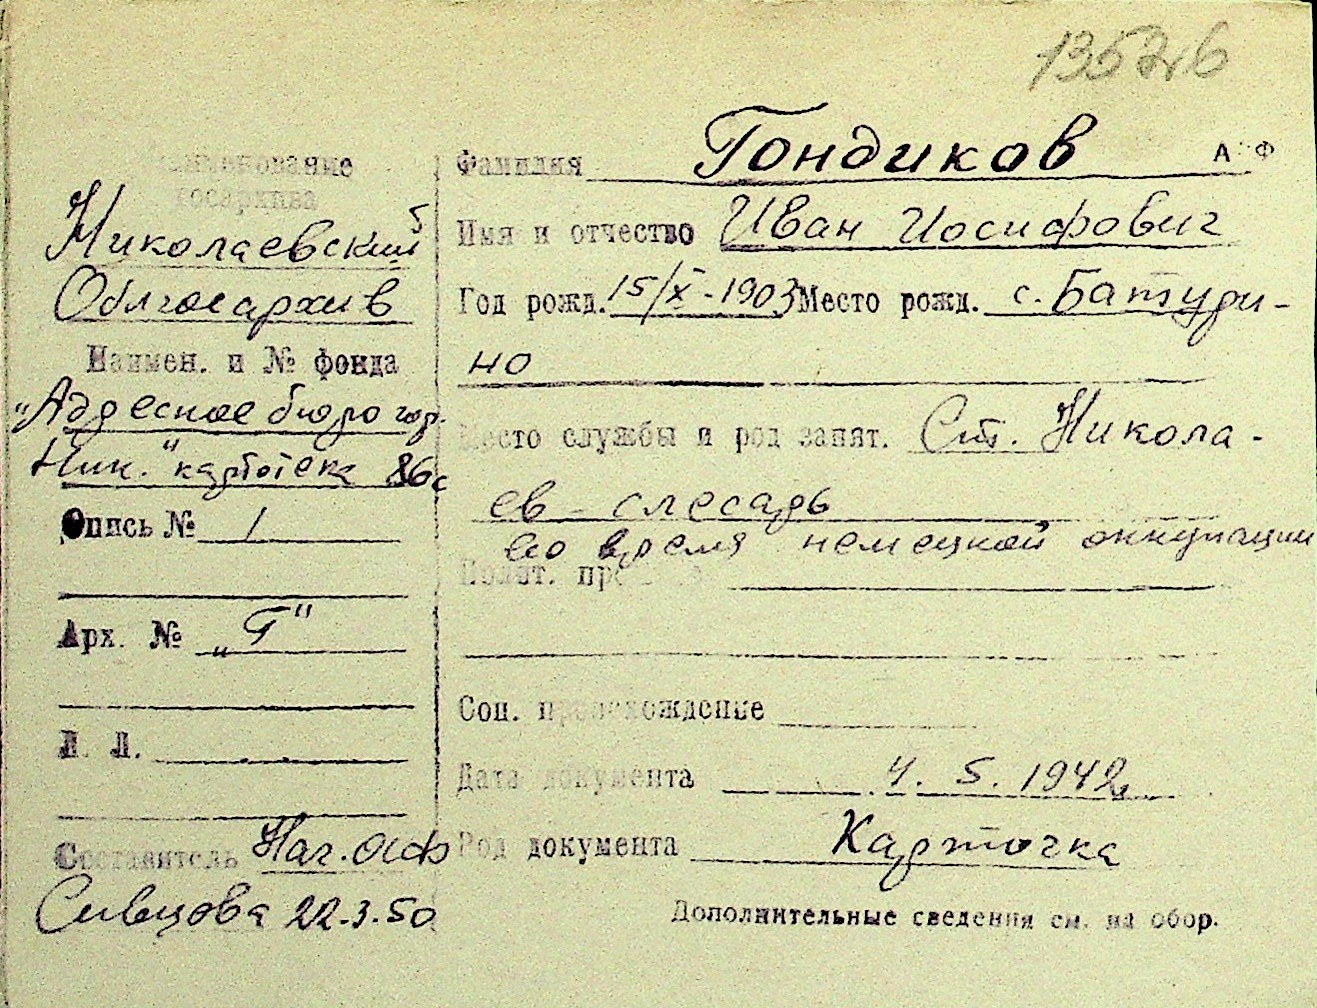 135276
Наименование
госархива
Николаевский
Облгосархив
Наимен. и № фонда
"Адресное бюро гор.
Ник." картотека 86с
Опись № 1
Арх. № „Г"
Л. Л.
Составитель Нач. ОИФ
Сивцова 22.3.50
Фамилия Гондиков А Ф
Имя и отчество Иван Иосифович
Год рожд. 15/X-1903 Место рожд. с. Батури-
но
Место службы и род занят. Ст. Никола-
ев - слесарь
во время немецкой оккупации
Полит. пр
Соц. происхождение
Дата документа 4.5.1942г.
Род документа Карточка
Дополнительные сведения см. на обор.